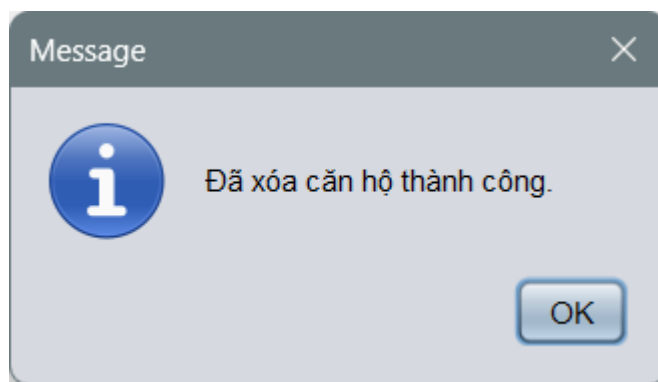 Message
Đã xóa căn hộ thành công.
OK